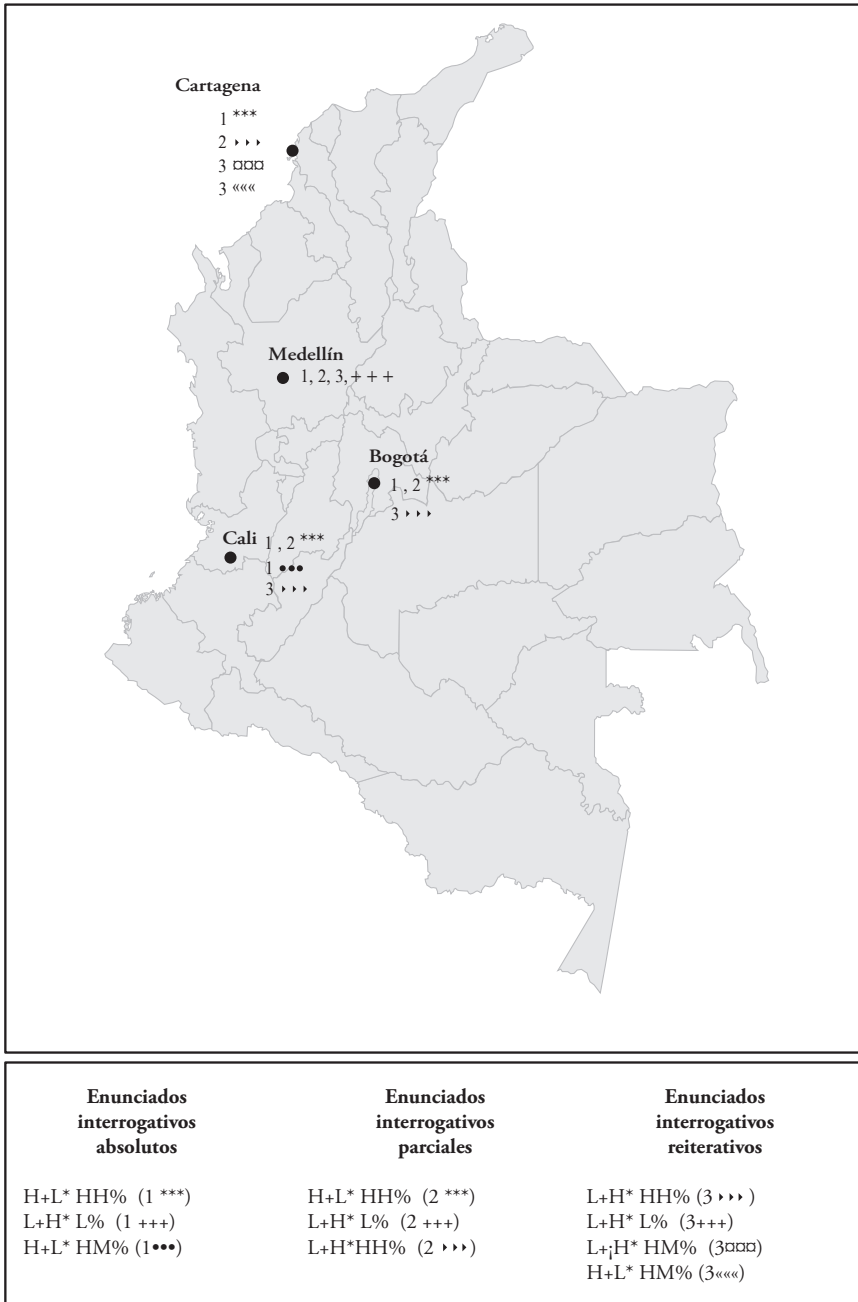 Cartagena
1 ***
2 ‣ ‣ ‣
3 ¤¤¤
3 «««
Medellín
1, 2, 3, + + +
Bogotá
1 , 2 ***
3 ‣ ‣ ‣
Cali 1 , 2 ***
1 •••
3 ‣ ‣ ‣
Enunciados
interrogativos
absolutos
H+L* HH% (1 ***)
L+H* L% (1 +++)
H+L* HM% (1•••)
Enunciados
interrogativos
parciales
H+L* HH% (2 ***)
L+H* L% (2 +++)
L+H*HH% (2 ‣‣‣)
Enunciados
interrogativos
reiterativos
L+H* HH% (3 ‣‣‣)
L+H* L% (3+++)
L+¡H* HM% (3¤¤¤)
H+L* HM% (3«««)